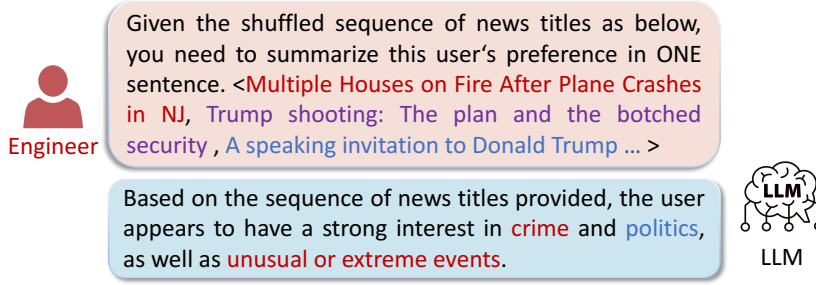 Given the shuffled sequence of news titles as below,
you need to summarize this user‘s preference in ONE
sentence. <Multiple Houses on Fire After Plane Crashes
in NJ, Trump shooting: The plan and the botched
security , A speaking invitation to Donald Trump ... >
Engineer
Based on the sequence of news titles provided, the user
appears to have a strong interest in crime and politics,
as well as unusual or extreme events.
LLM
LLM